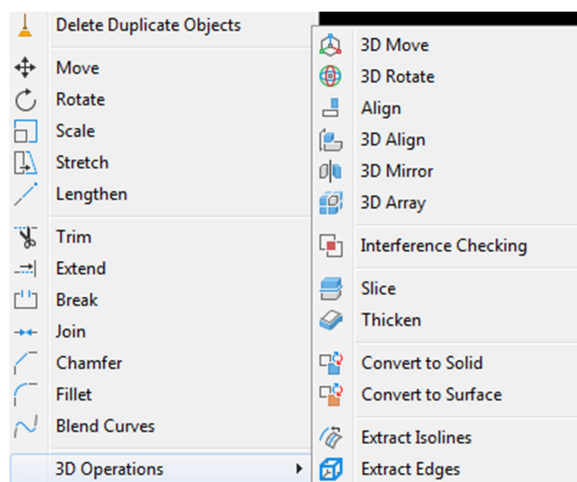 Delete Duplicate Objects
Move
Rotate
Scale
Stretch
Lengthen
Trim
Extend
Break
Join
Chamfer
Fillet
Blend Curves
3D Operations
3D Move
3D Rotate
Align
3D Align
3D Mirror
3D Array
Interference Checking
Slice
Thicken
Convert to Solid
Convert to Surface
Extract Isolines
Extract Edges